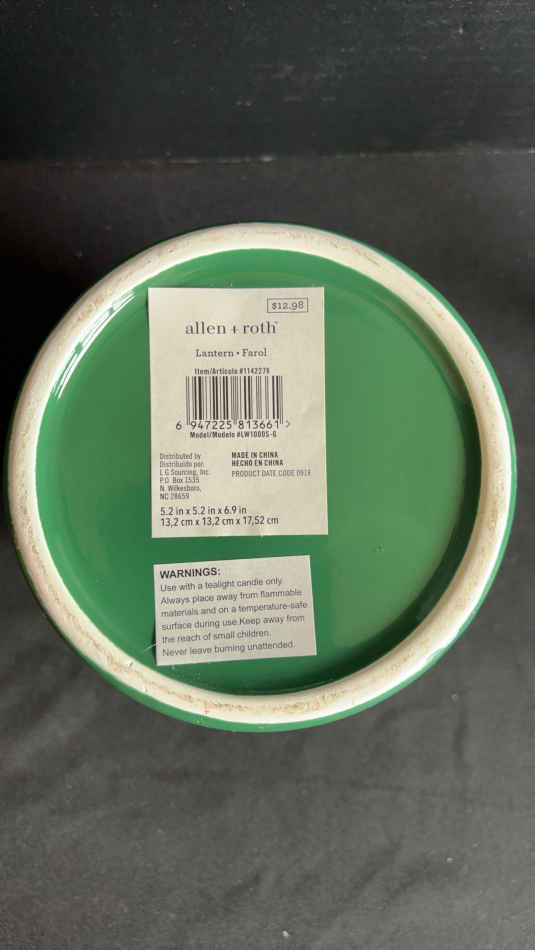 $12.98
allen + roth™
Lantern • Farol
Item/Artículo #1142276
6 947225 813661 >
Model/Modelo #LW10005-G
Distributed by
Distribuido por.
L G Sourcing, Inc.
P.O. Box 1535
N. Wilkesboro,
NC 28659
MADE IN CHINA
HECHO EN CHINA
PRODUCT DATE CODE 0918
5.2 in x 5.2 in x 6.9 in
13,2 cm x 13,2 cm x 17,52 cm
WARNINGS:
Use with a tealight candle only.
Always place away from flammable
materials and on a temperature-safe
surface during use.Keep away from
the reach of small children.
Never leave burning unattended.